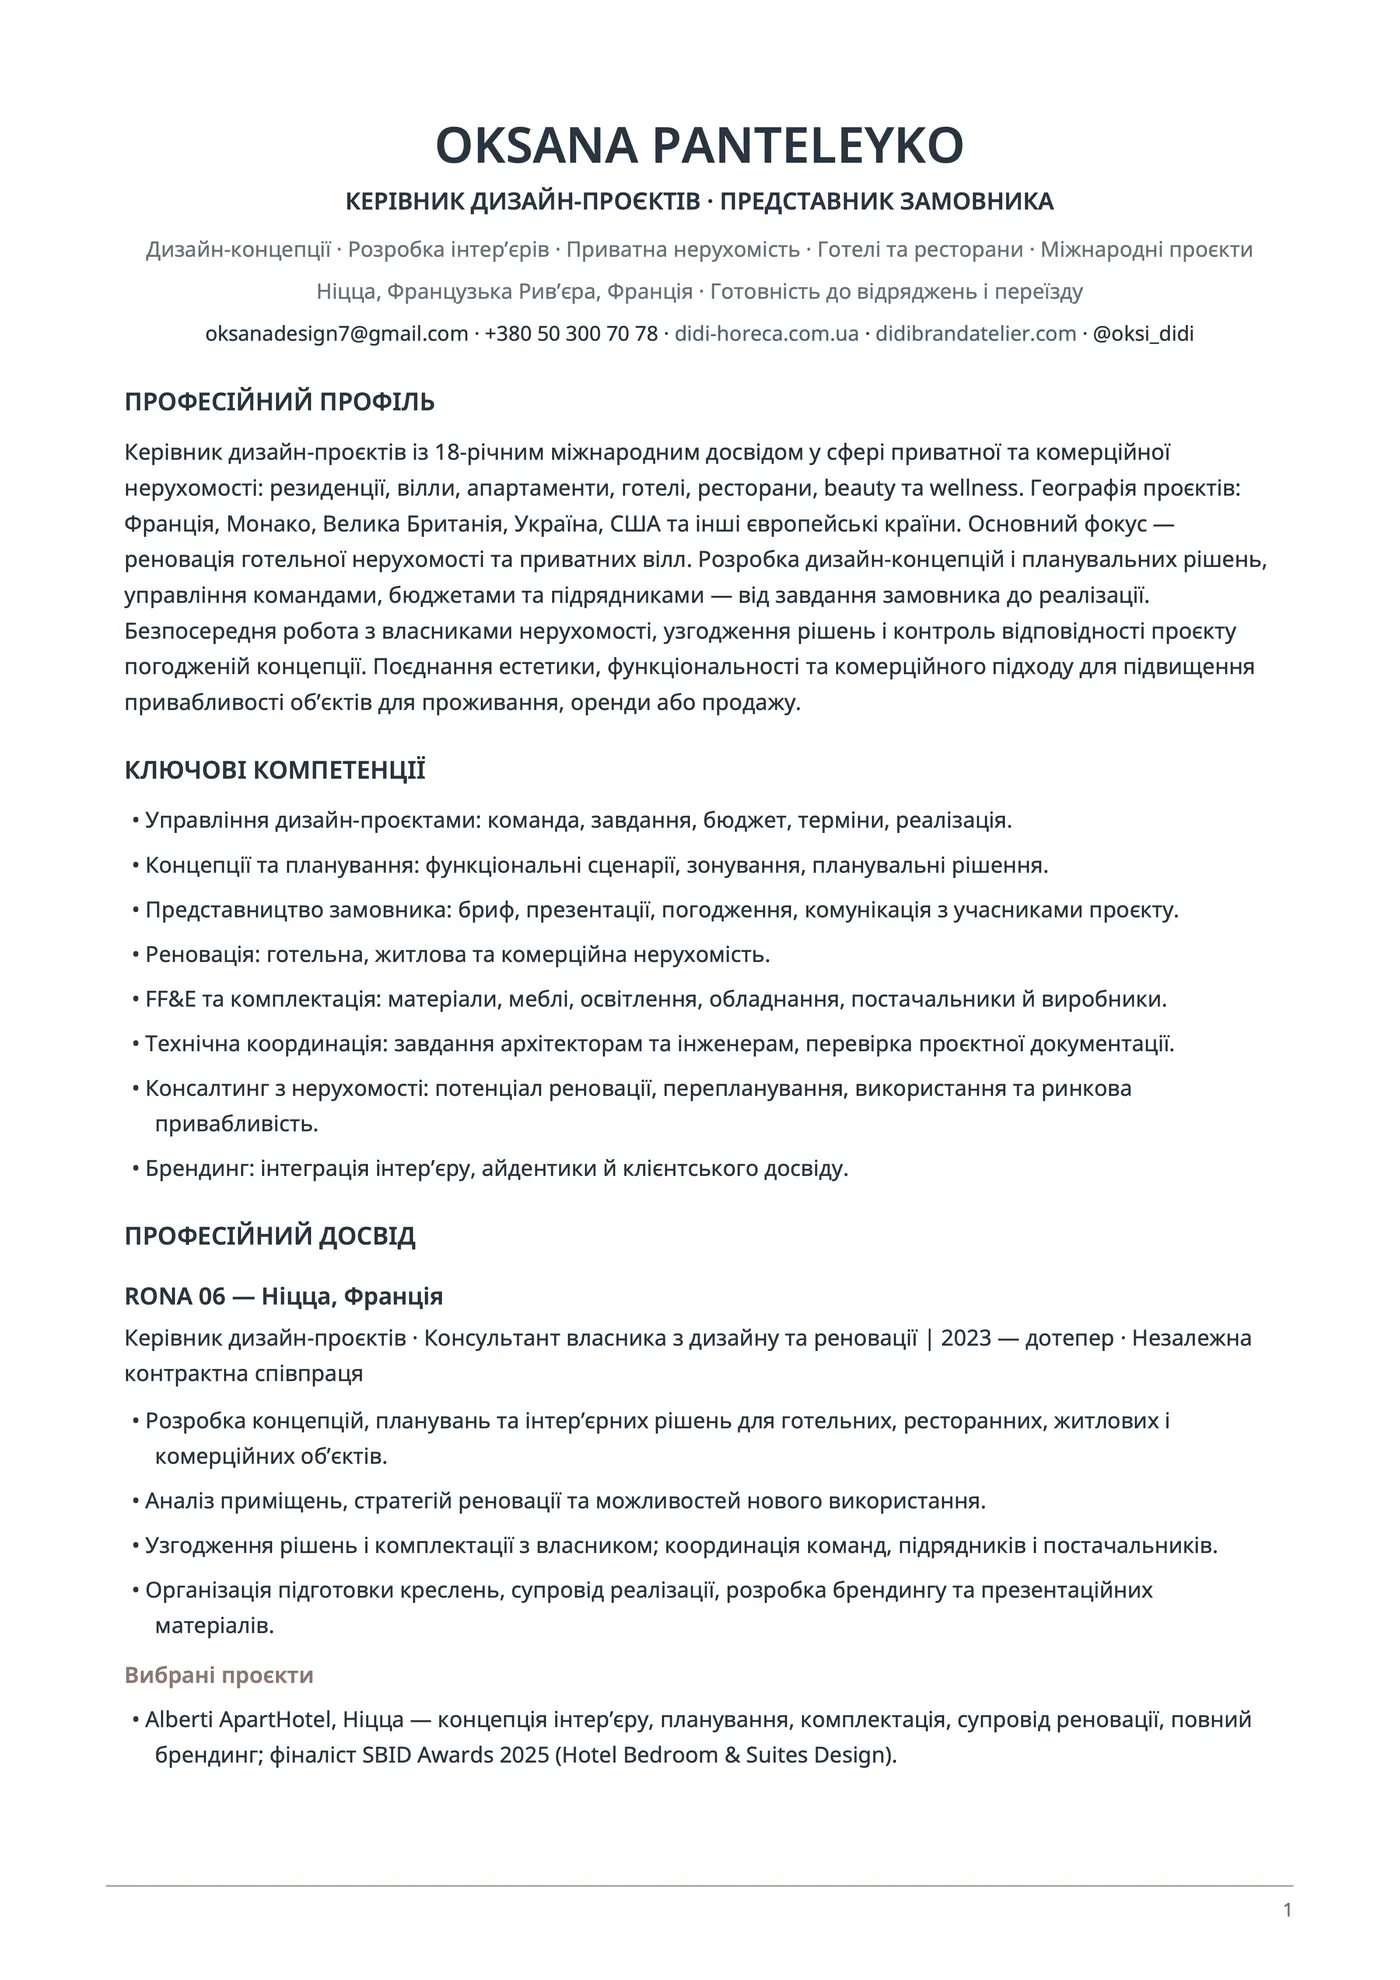 OKSANA PANTELEYKO
КЕРІВНИК ДИЗАЙН-ПРОЄКТІВ · ПРЕДСТАВНИК ЗАМОВНИКА
Дизайн-концепції · Розробка інтер’єрів · Приватна нерухомість · Готелі та ресторани · Міжнародні проєкти
Ніцца, Французька Рив’єра, Франція · Готовність до відряджень і переїзду
oksanadesign7@gmail.com · +380 50 300 70 78 · didi-horeca.com.ua · didibrandatelier.com · @oksi_didi
ПРОФЕСІЙНИЙ ПРОФІЛЬ
Керівник дизайн-проєктів із 18-річним міжнародним досвідом у сфері приватної та комерційної
нерухомості: резиденції, вілли, апартаменти, готелі, ресторани, beauty та wellness. Географія проєктів:
Франція, Монако, Велика Британія, Україна, США та інші європейські країни. Основний фокус —
реновація готельної нерухомості та приватних вілл. Розробка дизайн-концепцій і планувальних рішень,
управління командами, бюджетами та підрядниками — від завдання замовника до реалізації.
Безпосередня робота з власниками нерухомості, узгодження рішень і контроль відповідності проєкту
погодженій концепції. Поєднання естетики, функціональності та комерційного підходу для підвищення
привабливості об’єктів для проживання, оренди або продажу.
КЛЮЧОВІ КОМПЕТЕНЦІЇ
• Управління дизайн-проєктами: команда, завдання, бюджет, терміни, реалізація.
• Концепції та планування: функціональні сценарії, зонування, планувальні рішення.
• Представництво замовника: бриф, презентації, погодження, комунікація з учасниками проєкту.
• Реновація: готельна, житлова та комерційна нерухомість.
• FF&E та комплектація: матеріали, меблі, освітлення, обладнання, постачальники й виробники.
• Технічна координація: завдання архітекторам та інженерам, перевірка проєктної документації.
• Консалтинг з нерухомості: потенціал реновації, перепланування, використання та ринкова
привабливість.
• Брендинг: інтеграція інтер’єру, айдентики й клієнтського досвіду.
ПРОФЕСІЙНИЙ ДОСВІД
RONA 06 — Ніцца, Франція
Керівник дизайн-проєктів · Консультант власника з дизайну та реновації | 2023 — дотепер · Незалежна
контрактна співпраця
• Розробка концепцій, планувань та інтер’єрних рішень для готельних, ресторанних, житлових і
комерційних об’єктів.
• Аналіз приміщень, стратегій реновації та можливостей нового використання.
• Узгодження рішень і комплектації з власником; координація команд, підрядників і постачальників.
• Організація підготовки креслень, супровід реалізації, розробка брендингу та презентаційних
матеріалів.
Вибрані проєкти
• Alberti ApartHotel, Ніцца — концепція інтер’єру, планування, комплектація, супровід реновації, повний
брендинг; фіналіст SBID Awards 2025 (Hotel Bedroom & Suites Design).
1